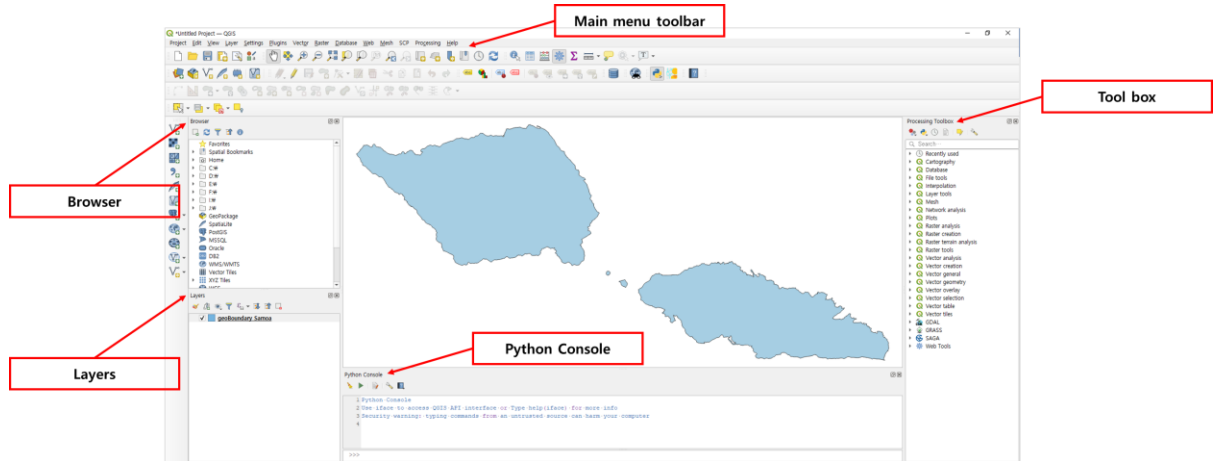 Main menu toolbar
*Untitled Project — QGIS
Project Edit View Layer Settings Plugins Vector Raster Database Web Mesh SCP Processing Help
Tool box
Browser
Favorites
Spatial Bookmarks
Home
C:₩
D:₩
E:₩
F:₩
I:₩
J:₩
GeoPackage
SpatiaLite
PostGIS
MSSQL
Oracle
DB2
WMS/WMTS
Vector Tiles
XYZ Tiles
Browser
Layers
geoBoundary_Samoa
Layers
Python Console
Python Console
1 Python Console
2 Use iface to access QGIS API interface or Type help(iface) for more info
3 Security warning: typing commands from an untrusted source can harm your computer
4
>>>
Processing Toolbox
Search
Recently used
Cartography
Database
File tools
Interpolation
Layer tools
Mesh
Network analysis
Plots
Raster analysis
Raster creation
Raster terrain analysis
Raster tools
Vector analysis
Vector creation
Vector general
Vector geometry
Vector overlay
Vector selection
Vector table
Vector tiles
GDAL
GRASS
SAGA
Web Tools